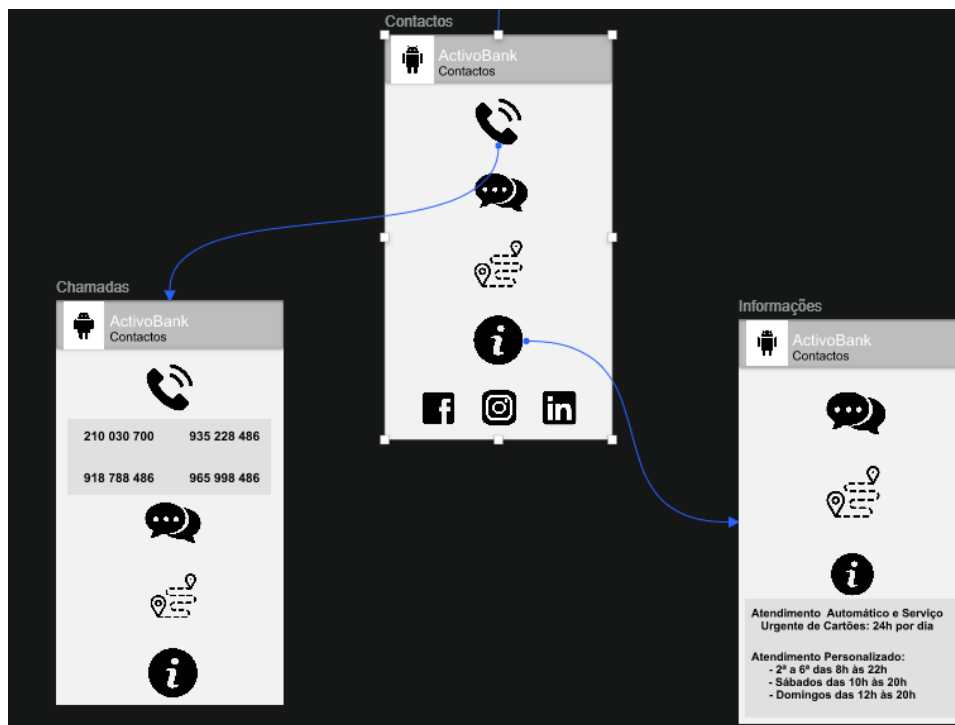 Contactos
ActivoBank
Contactos
Chamadas
ActivoBank
Contactos
210 030 700 935 228 486
918 788 486 965 998 486
Informações
ActivoBank
Contactos
Atendimento Automático e Serviço
Urgente de Cartões: 24h por dia
Atendimento Personalizado:
- 2ª a 6ª das 8h às 22h
- Sábados das 10h às 20h
- Domingos das 12h às 20h